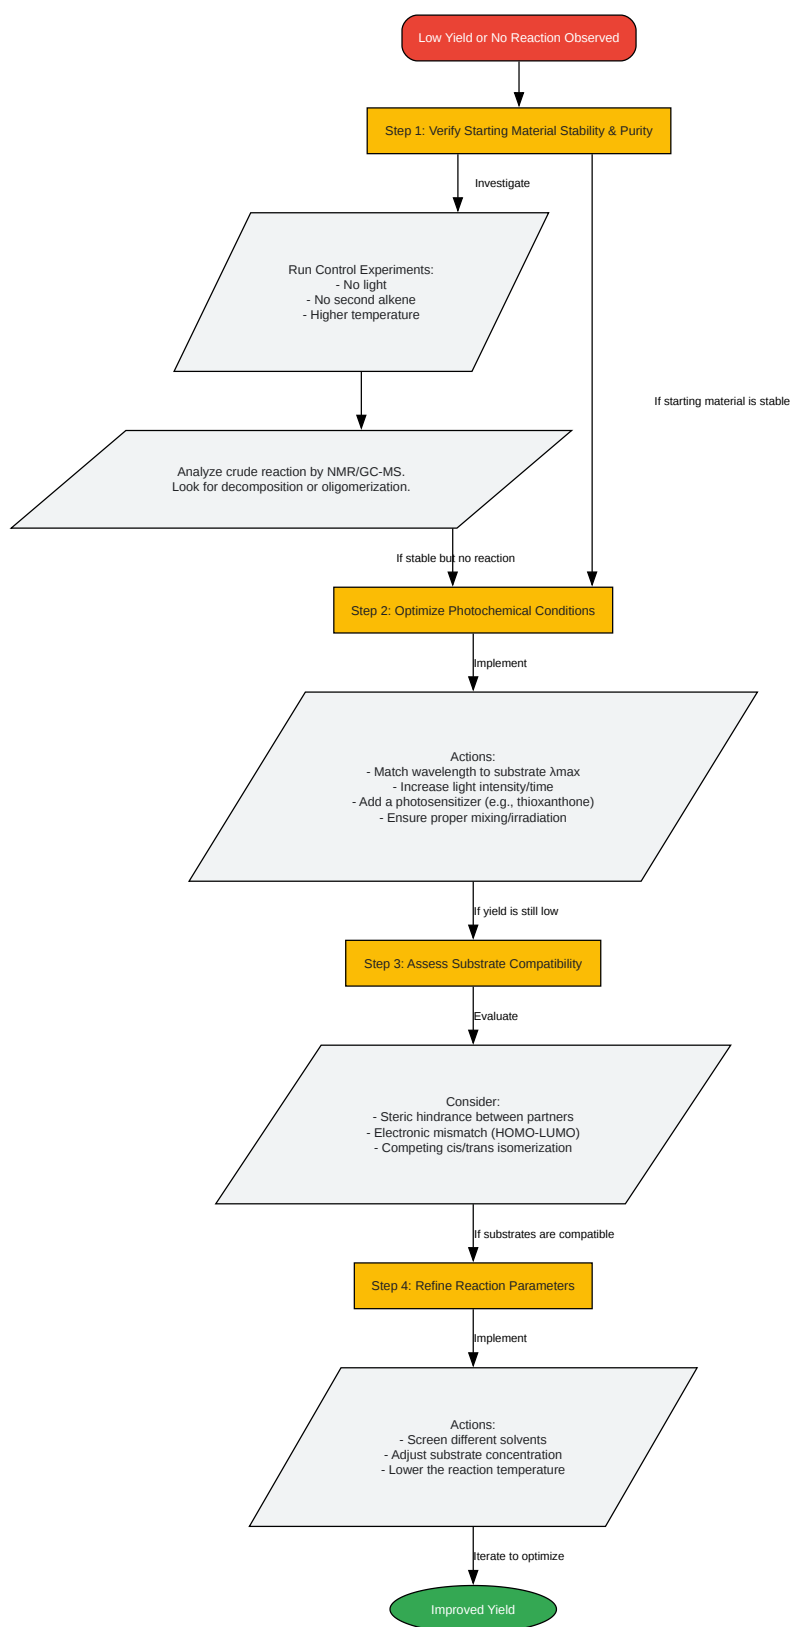 Low Yield or No Reaction Observed
Step 1: Verify Starting Material Stability & Purity
Investigate
Run Control Experiments:
- No light
- No second alkene
- Higher temperature
If starting material is stable
Analyze crude reaction by NMR/GC-MS.
Look for decomposition or oligomerization.
If stable but no reaction
Step 2: Optimize Photochemical Conditions
Implement
Actions:
- Match wavelength to substrate λmax
- Increase light intensity/time
- Add a photosensitizer (e.g., thioxanthone)
- Ensure proper mixing/irradiation
If yield is still low
Step 3: Assess Substrate Compatibility
Evaluate
Consider:
- Steric hindrance between partners
- Electronic mismatch (HOMO-LUMO)
- Competing cis/trans isomerization
If substrates are compatible
Step 4: Refine Reaction Parameters
Implement
Actions:
- Screen different solvents
- Adjust substrate concentration
- Lower the reaction temperature
Iterate to optimize
Improved Yield